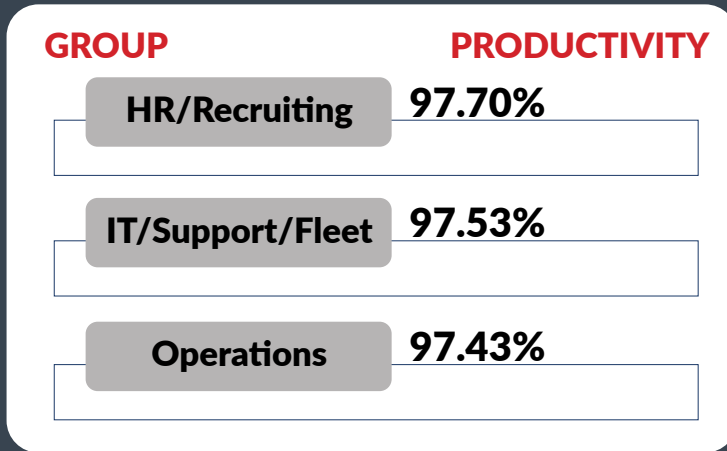 GROUP PRODUCTIVITY
HR/Recruiting 97.70%
IT/Support/Fleet 97.53%
Operations 97.43%